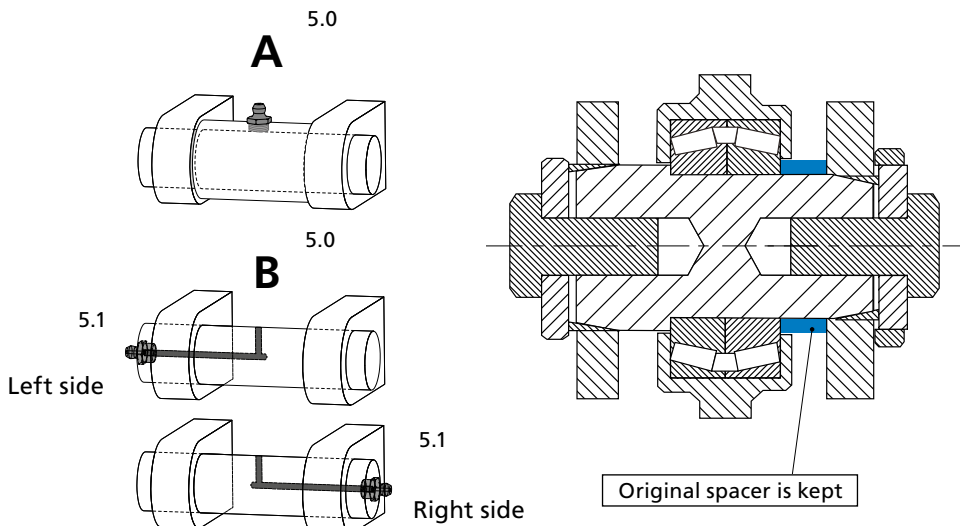 5.0
A
5.0
B
5.1
Left side
5.1
Right side
Original spacer is kept